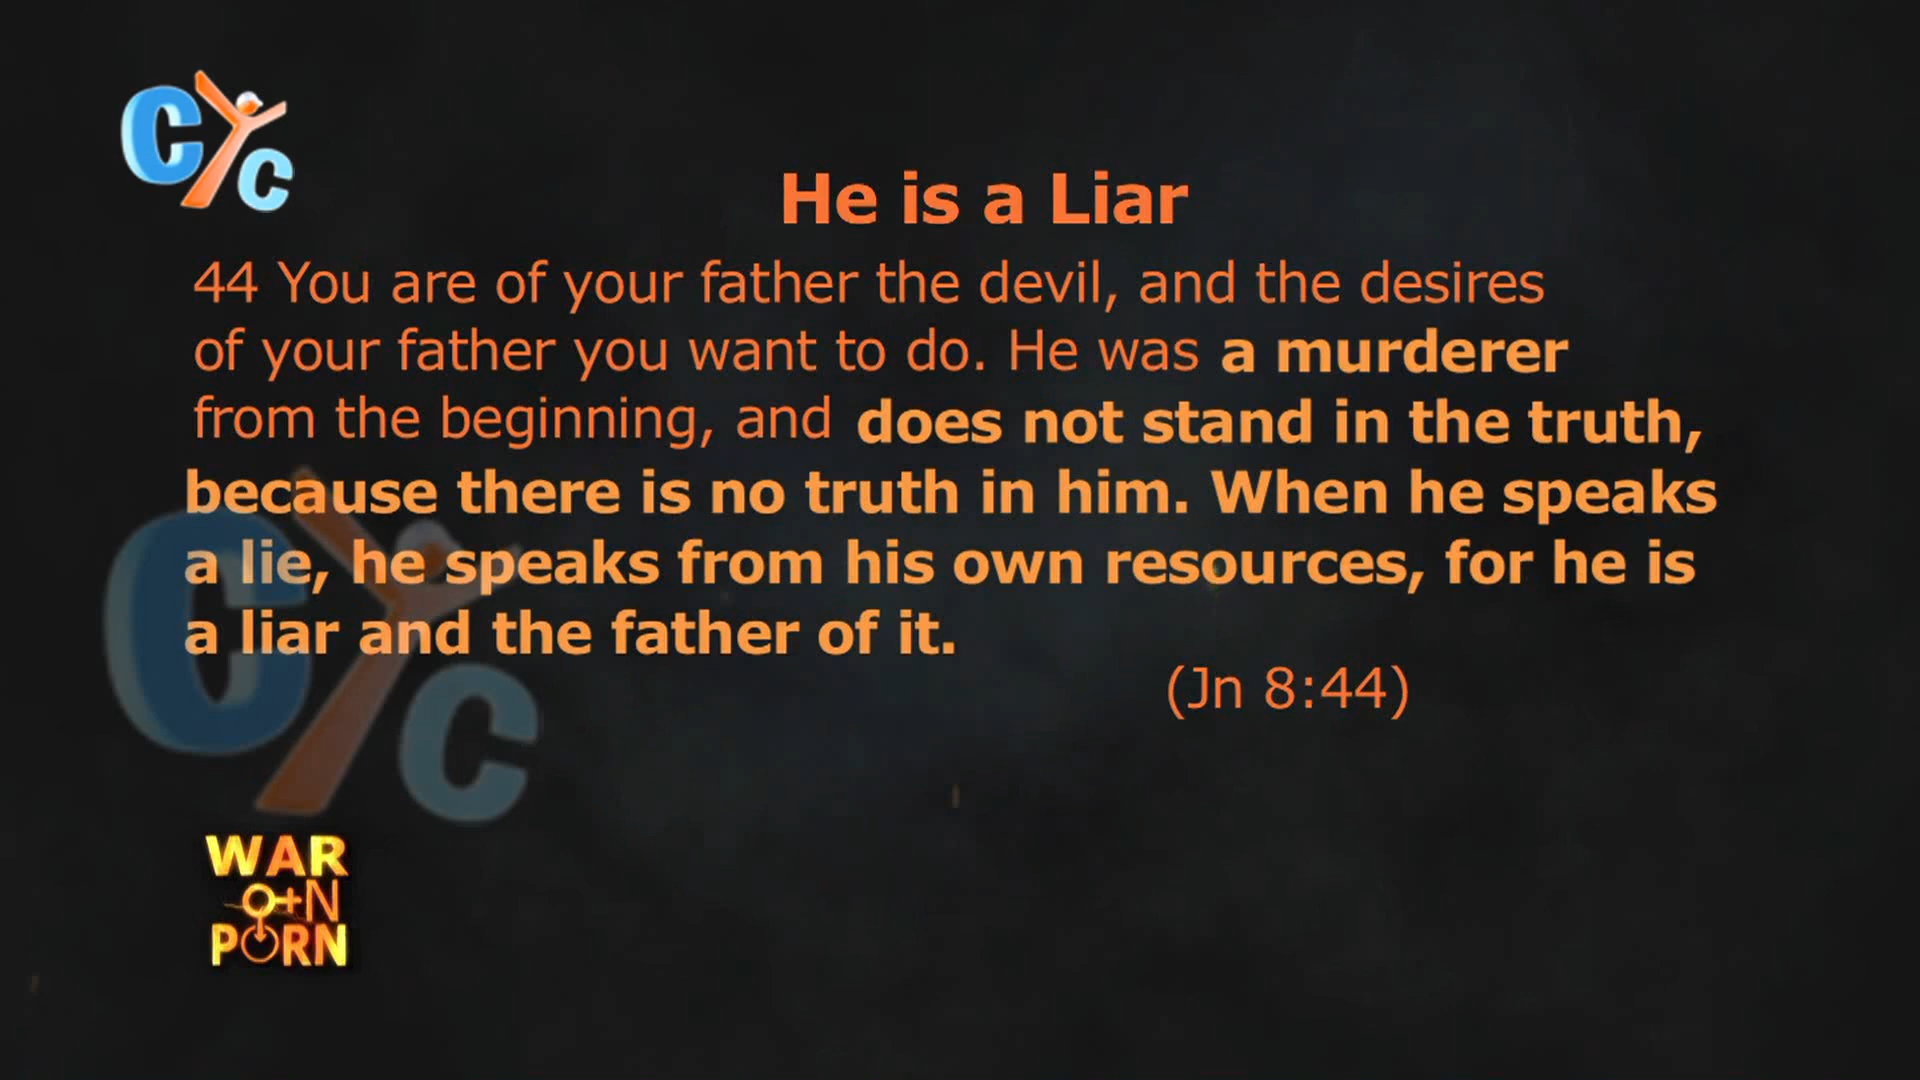 CYC
He is a Liar
44 You are of your father the devil, and the desires
of your father you want to do. He was a murderer
from the beginning, and does not stand in the truth,
because there is no truth in him. When he speaks
a lie, he speaks from his own resources, for he is
a liar and the father of it.
(Jn 8:44)
CYC
WAR
ON
PORN